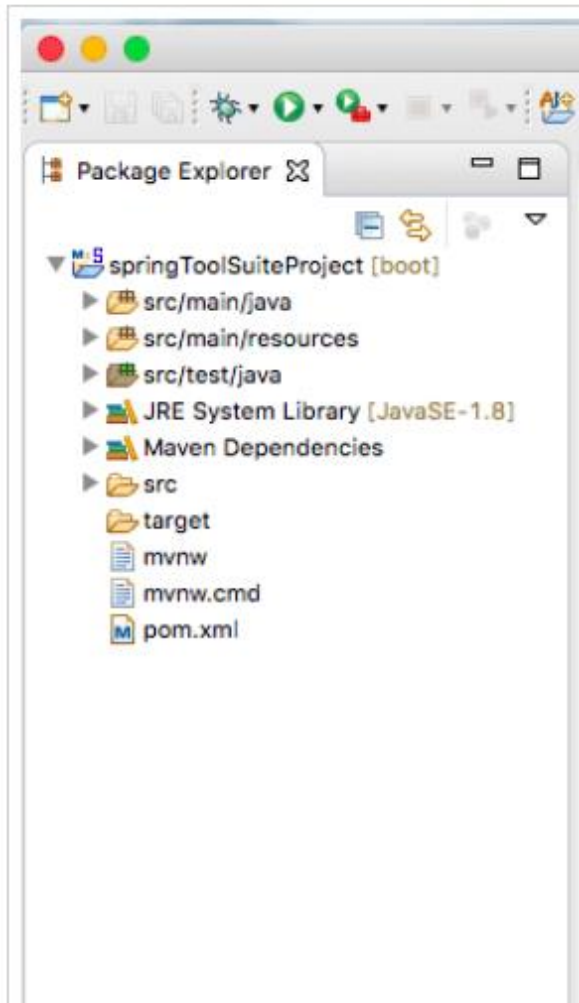 Package Explorer
springToolSuiteProject [boot]
src/main/java
src/main/resources
src/test/java
JRE System Library [JavaSE-1.8]
Maven Dependencies
src
target
mvnw
mvnw.cmd
pom.xml